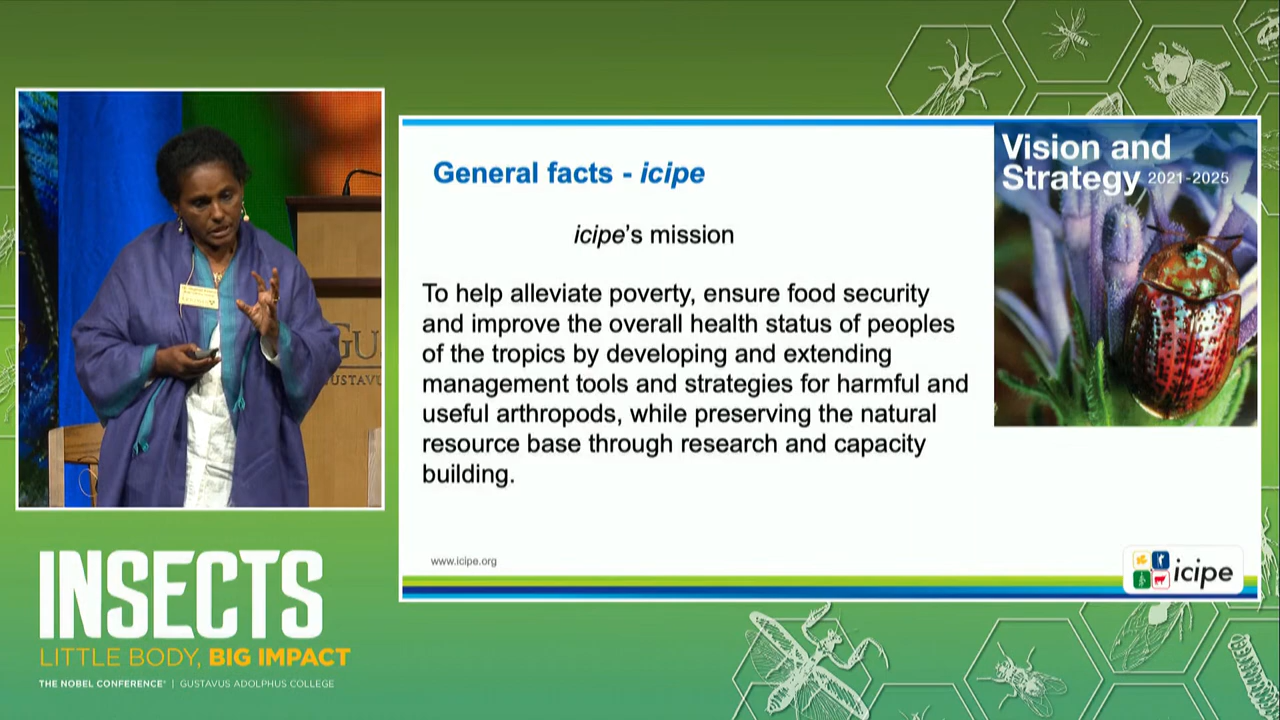 General facts - icipe
icipe's mission
To help alleviate poverty, ensure food security
and improve the overall health status of peoples
of the tropics by developing and extending
management tools and strategies for harmful and
useful arthropods, while preserving the natural
resource base through research and capacity
building.
www.icipe.org
icipe
Vision and
Strategy 2021-2025
GU
GUSTAVU
INSECTS
LITTLE BODY, BIG IMPACT
THE NOBEL CONFERENCE® | GUSTAVUS ADOLPHUS COLLEGE